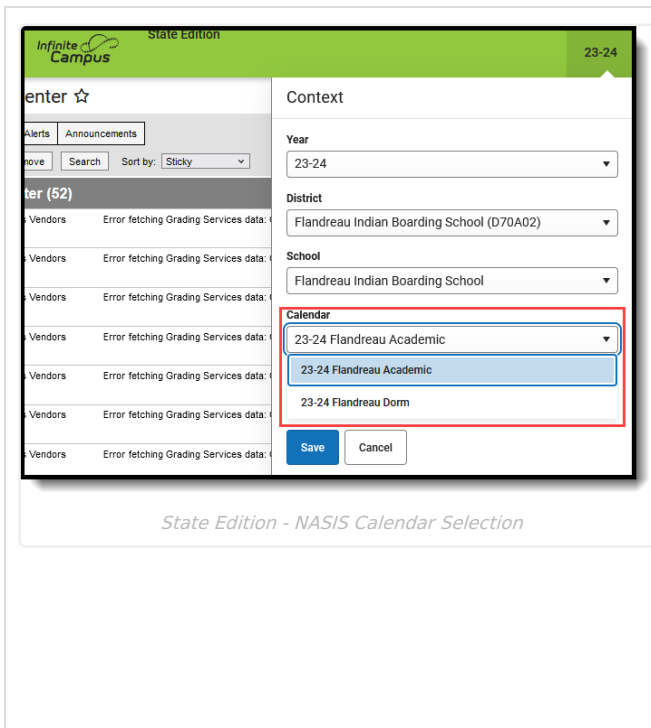 State Edition
Infinite
Campus
23-24
enter ☆
Context
Alerts Announcements
Search Sort by: Sticky
ter (52)
Year
23-24
District
Flandreau Indian Boarding School (D70A02)
School
Flandreau Indian Boarding School
Calendar
23-24 Flandreau Academic
23-24 Flandreau Academic
23-24 Flandreau Dorm
Save Cancel
Vendors Error fetching Grading Services data:
Vendors Error fetching Grading Services data:
Vendors Error fetching Grading Services data:
Vendors Error fetching Grading Services data:
Vendors Error fetching Grading Services data:
Vendors Error fetching Grading Services data:
Vendors Error fetching Grading Services data:
State Edition - NASIS Calendar Selection